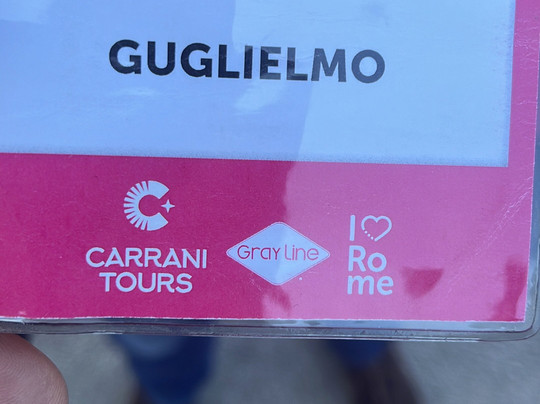 GUGLIELMO
CARRANI
TOURS
Gray Line
I
Ro
me